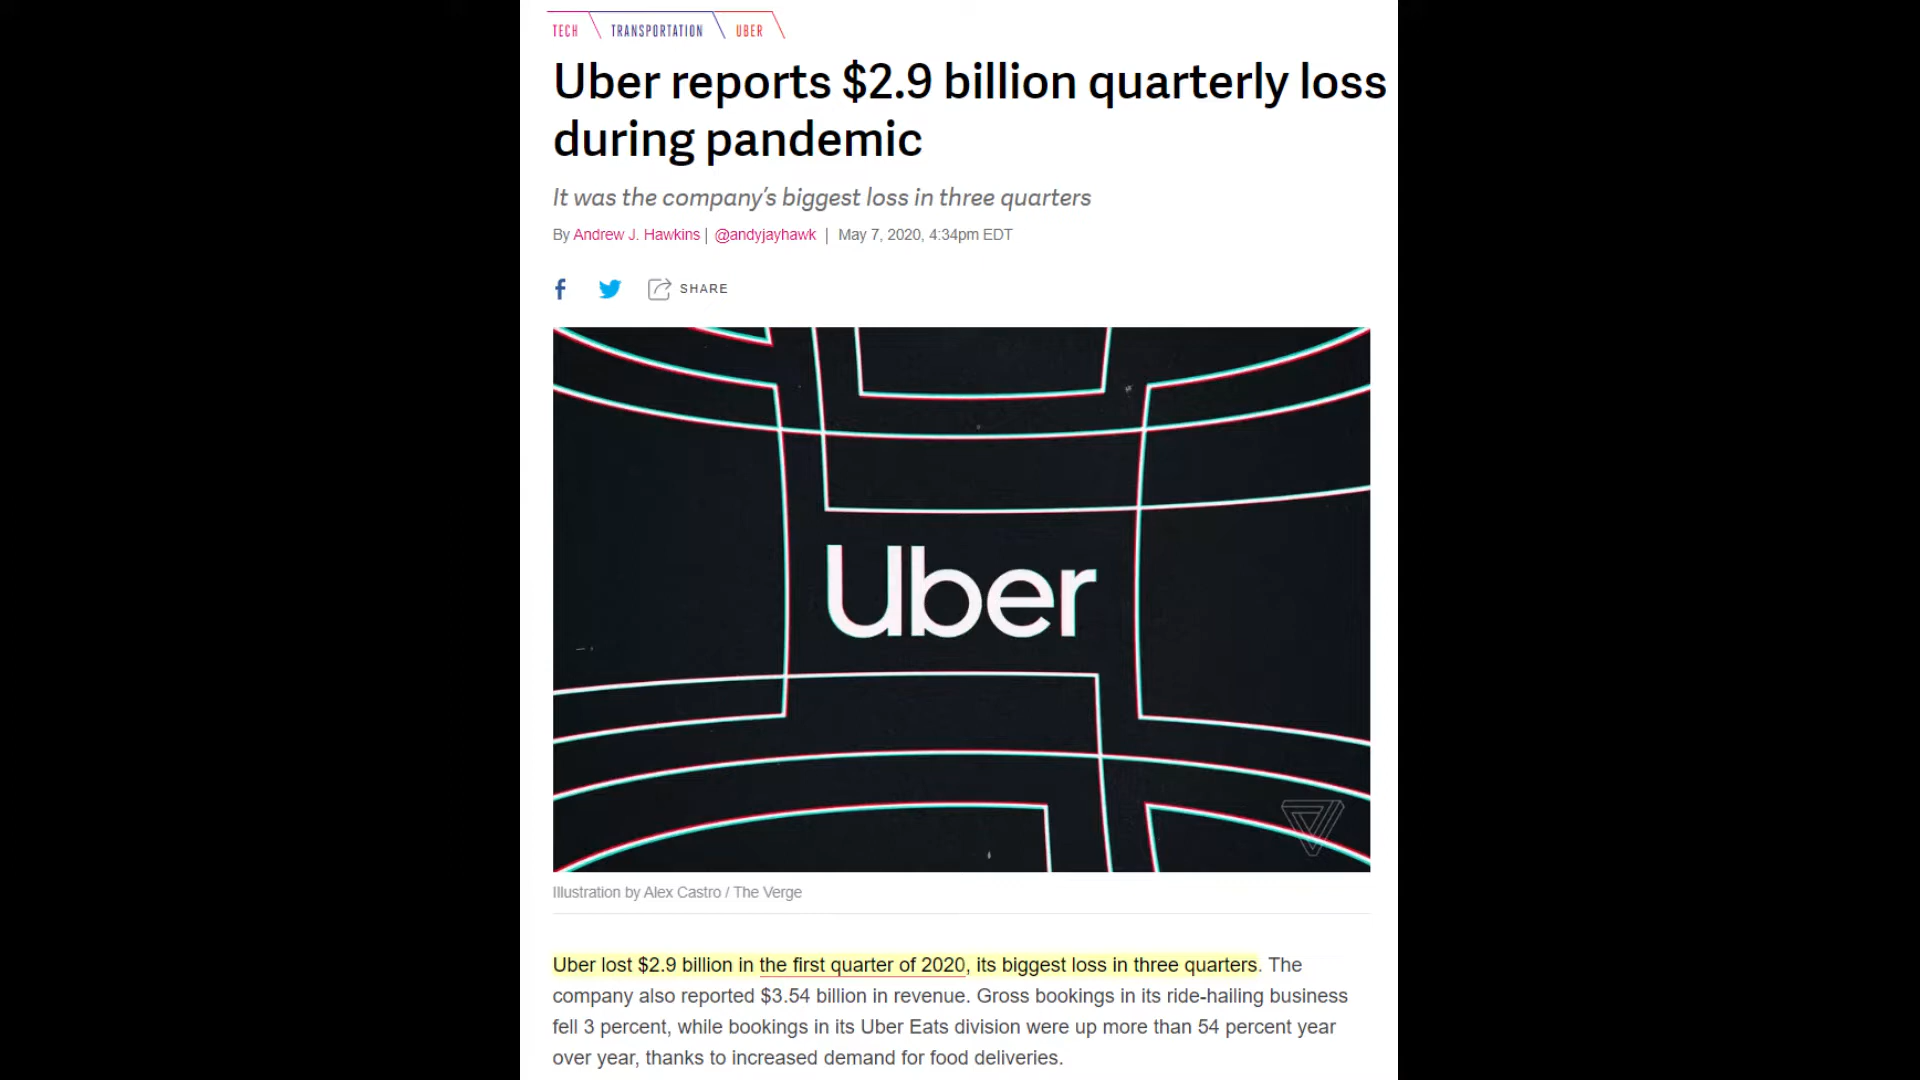 TECH TRANSPORTATION UBER
Uber reports $2.9 billion quarterly loss
during pandemic
It was the company's biggest loss in three quarters
By Andrew J. Hawkins | @andyjayhawk | May 7, 2020, 4:34pm EDT
SHARE
Uber
Illustration by Alex Castro / The Verge
Uber lost $2.9 billion in the first quarter of 2020, its biggest loss in three quarters. The
company also reported $3.54 billion in revenue. Gross bookings in its ride-hailing business
fell 3 percent, while bookings in its Uber Eats division were up more than 54 percent year
over year, thanks to increased demand for food deliveries.